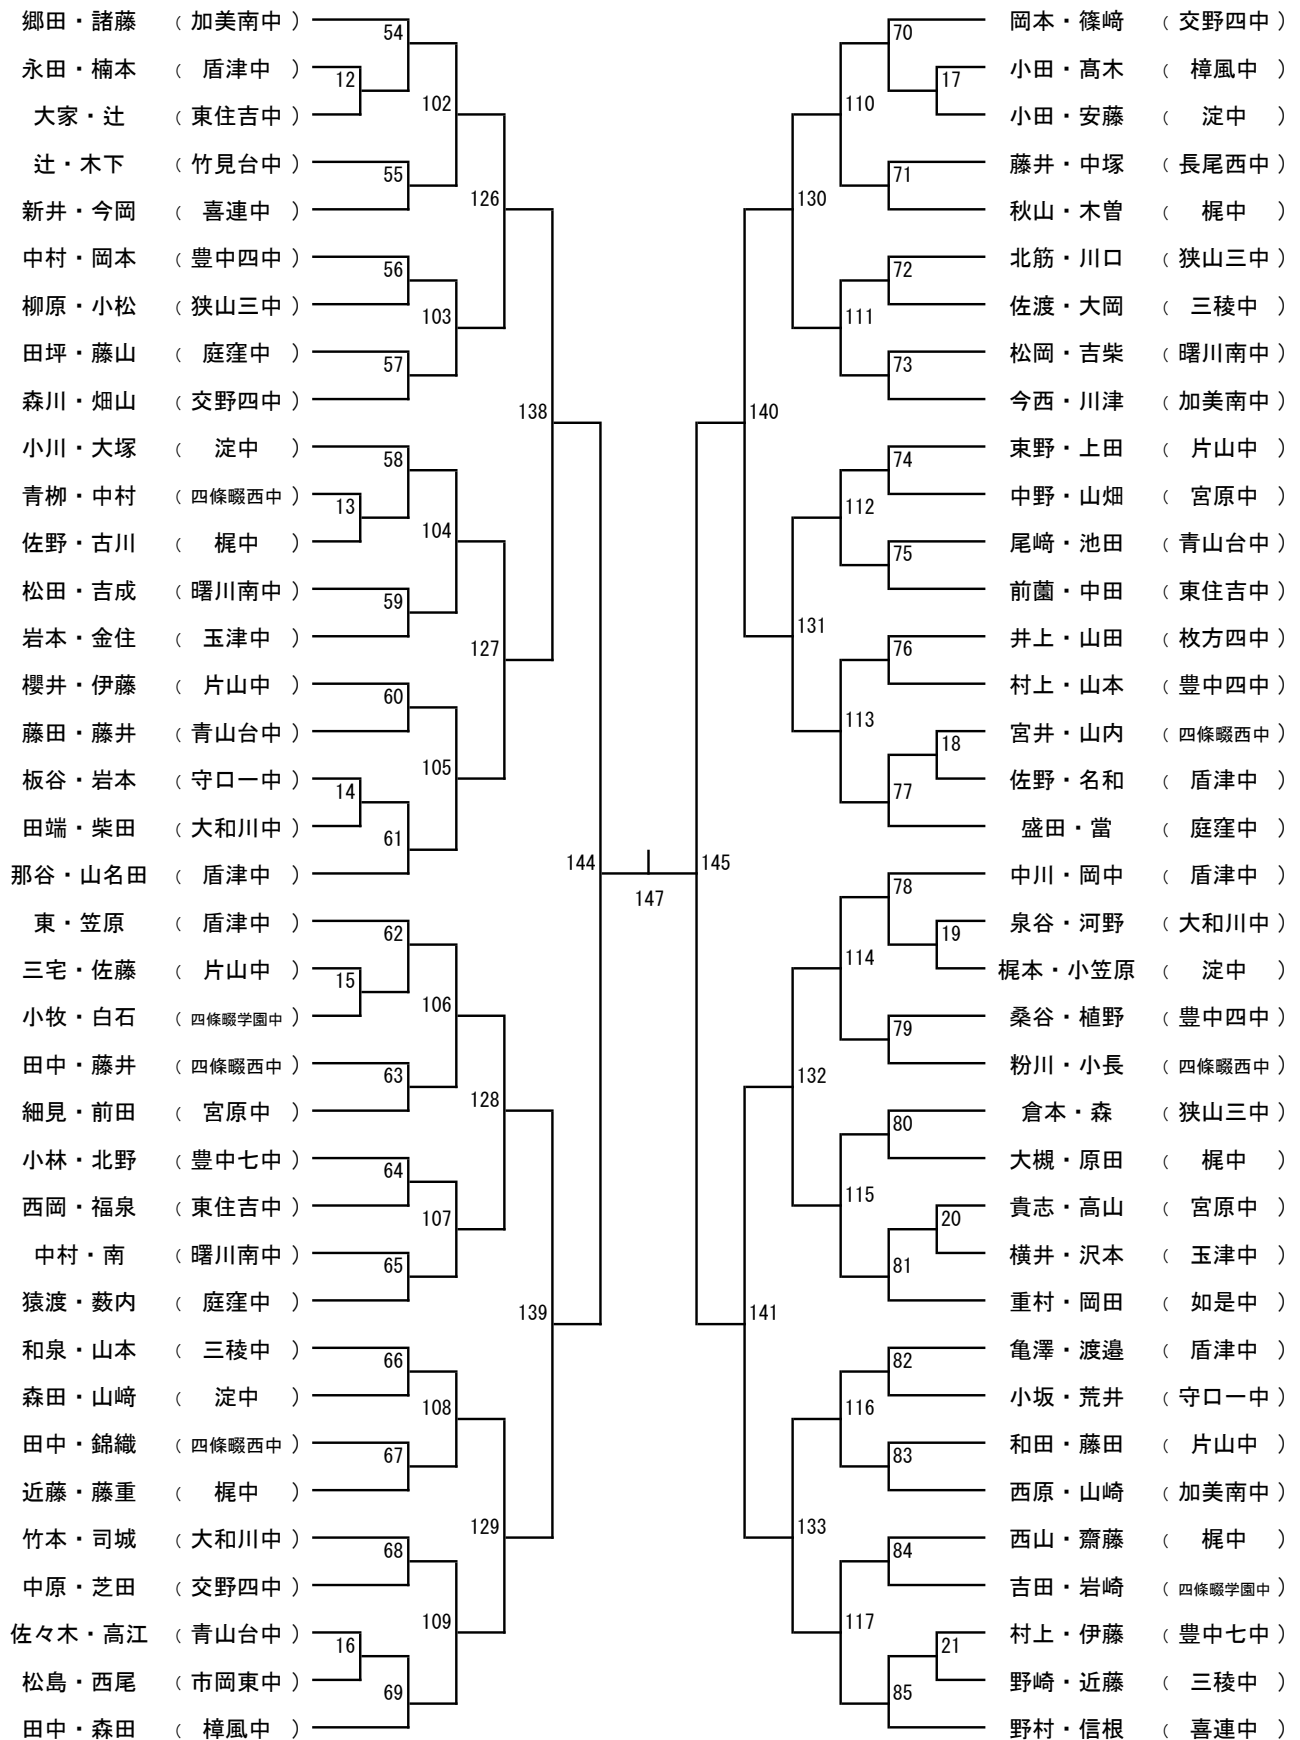 郷田・諸藤 （ 加美南中 ）
永田・楠本 （ 盾津中 ）
大家・辻 （ 東住吉中 ）
辻・木下 （ 竹見台中 ）
新井・今岡 （ 喜連中 ）
中村・岡本 （ 豊中四中 ）
柳原・小松 （ 狭山三中 ）
田坪・藤山 （ 庭窪中 ）
森川・畑山 （ 交野四中 ）
小川・大塚 （ 淀中 ）
青栁・中村 （ 四條畷西中 ）
佐野・古川 （ 梶中 ）
松田・吉成 （ 曙川南中 ）
岩本・金住 （ 玉津中 ）
櫻井・伊藤 （ 片山中 ）
藤田・藤井 （ 青山台中 ）
板谷・岩本 （ 守口一中 ）
田端・柴田 （ 大和川中 ）
那谷・山名田 （ 盾津中 ）
東・笠原 （ 盾津中 ）
三宅・佐藤 （ 片山中 ）
小牧・白石 （ 四條畷学園中 ）
田中・藤井 （ 四條畷西中 ）
細見・前田 （ 宮原中 ）
小林・北野 （ 豊中七中 ）
西岡・福泉 （ 東住吉中 ）
中村・南 （ 曙川南中 ）
猿渡・薮内 （ 庭窪中 ）
和泉・山本 （ 三稜中 ）
森田・山﨑 （ 淀中 ）
田中・錦織 （ 四條畷西中 ）
近藤・藤重 （ 梶中 ）
竹本・司城 （ 大和川中 ）
中原・芝田 （ 交野四中 ）
佐々木・高江 （ 青山台中 ）
松島・西尾 （ 市岡東中 ）
田中・森田 （ 樟風中 ）
12
13
14
15
16
54
55
56
57
58
59
60
61
62
63
64
65
66
67
68
69
102
103
104
105
106
107
108
109
126
127
128
129
138
139
144
147
145
140
141
130
131
132
133
110
111
112
113
114
115
116
117
70
71
72
73
74
75
76
77
78
79
80
81
82
83
84
85
17
18
19
20
21
岡本・篠﨑 （ 交野四中 ）
小田・髙木 （ 樟風中 ）
小田・安藤 （ 淀中 ）
藤井・中塚 （ 長尾西中 ）
秋山・木曽 （ 梶中 ）
北筋・川口 （ 狭山三中 ）
佐渡・大岡 （ 三稜中 ）
松岡・吉柴 （ 曙川南中 ）
今西・川津 （ 加美南中 ）
東野・上田 （ 片山中 ）
中野・山畑 （ 宮原中 ）
尾﨑・池田 （ 青山台中 ）
前薗・中田 （ 東住吉中 ）
井上・山田 （ 枚方四中 ）
村上・山本 （ 豊中四中 ）
宮井・山内 （ 四條畷西中 ）
佐野・名和 （ 盾津中 ）
盛田・當 （ 庭窪中 ）
中川・岡中 （ 盾津中 ）
泉谷・河野 （ 大和川中 ）
梶本・小笠原 （ 淀中 ）
桑谷・植野 （ 豊中四中 ）
粉川・小長 （ 四條畷西中 ）
倉本・森 （ 狭山三中 ）
大槻・原田 （ 梶中 ）
貴志・高山 （ 宮原中 ）
横井・沢本 （ 玉津中 ）
重村・岡田 （ 如是中 ）
亀澤・渡邉 （ 盾津中 ）
小坂・荒井 （ 守口一中 ）
和田・藤田 （ 片山中 ）
西原・山崎 （ 加美南中 ）
西山・齋藤 （ 梶中 ）
吉田・岩崎 （ 四條畷学園中 ）
村上・伊藤 （ 豊中七中 ）
野崎・近藤 （ 三稜中 ）
野村・信根 （ 喜連中 ）